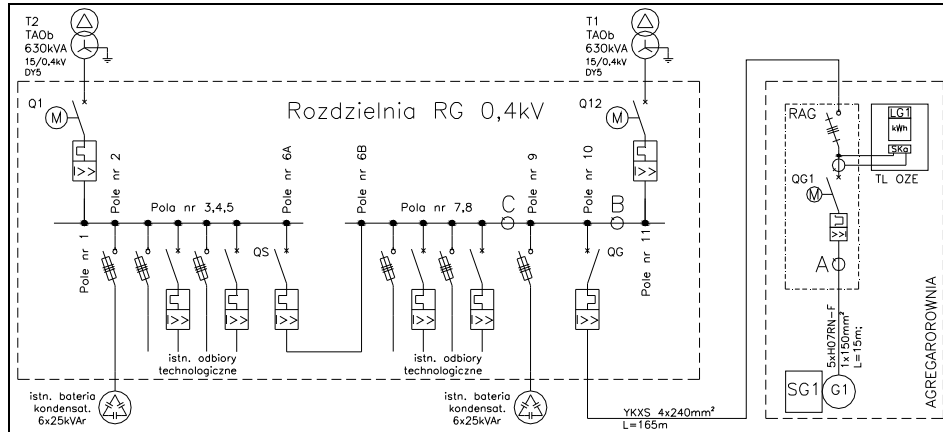 T2
TAOb
630kVA
15/0.4kV
DY5
T1
TAOb
630kVA
15/0.4kV
DY5
Q1
M
Rozdzielnia RG 0,4kV
Q12
M
I>>
I>>
Pole nr 1
Pole nr 2
Pola nr 3,4,5
Pole nr 6A
Pole nr 6B
Pola nr 7,8
C
Pole nr 9
Pole nr 10
B
Pole nr 11
QS
QG
I>>
I>>
I>>
I>>
I>>
I>>
istn. odbiory
technologiczne
istn. odbiory
technologiczne
istn. bateria
kondensat.
6x25kVAr
istn. bateria
kondensat.
6x25kVAr
YKXS 4x240mm²
L=165m
RAG
LG1
kWh
SKa
TL OZE
QG1
M
>>I
A
5xH07RN-F
1x150mm²
L=15m;
SG1
G1
AGREGAROROWNIA